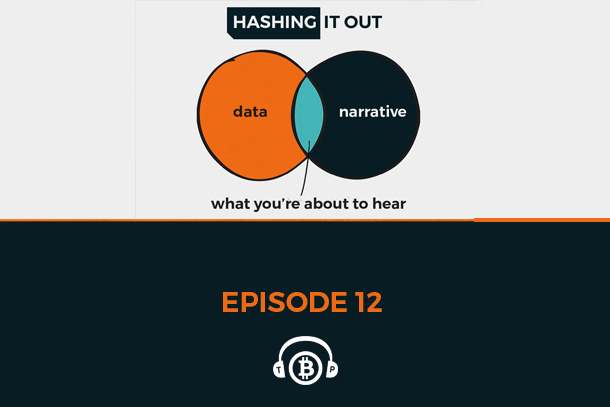 HASHING IT OUT
data
narrative
what you're about to hear
EPISODE 12
T P